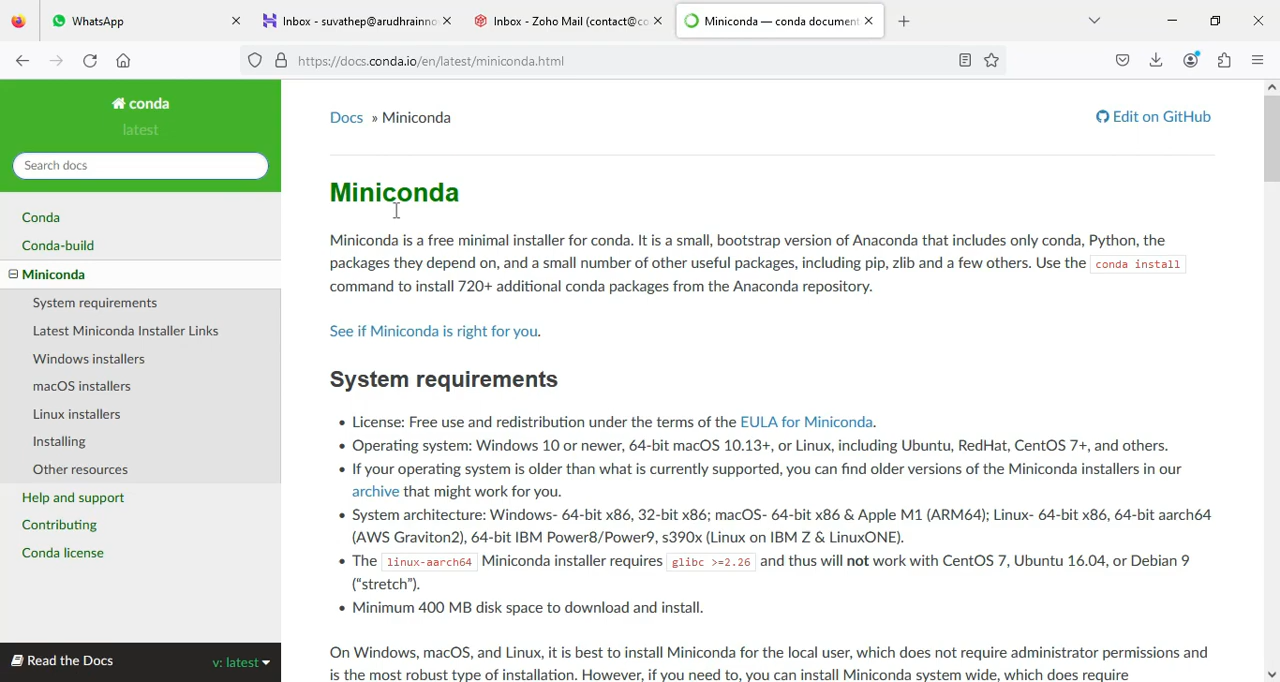 WhatsApp
Inbox - suvathep@arudhrainno
Inbox - Zoho Mail (contact@co
Miniconda — conda document
https://docs.conda.io/en/latest/miniconda.html
conda
latest
Search docs
Conda
Conda-build
Miniconda
System requirements
Latest Miniconda Installer Links
Windows installers
macOS installers
Linux installers
Installing
Other resources
Help and support
Contributing
Conda license
Read the Docs
v: latest
Docs » Miniconda
Edit on GitHub
Miniconda
Miniconda is a free minimal installer for conda. It is a small, bootstrap version of Anaconda that includes only conda, Python, the
packages they depend on, and a small number of other useful packages, including pip, zlib and a few others. Use the conda install
command to install 720+ additional conda packages from the Anaconda repository.
See if Miniconda is right for you.
System requirements
• License: Free use and redistribution under the terms of the EULA for Miniconda.
• Operating system: Windows 10 or newer, 64-bit macOS 10.13+, or Linux, including Ubuntu, RedHat, CentOS 7+, and others.
• If your operating system is older than what is currently supported, you can find older versions of the Miniconda installers in our
archive that might work for you.
• System architecture: Windows- 64-bit x86, 32-bit x86; macOS- 64-bit x86 & Apple M1 (ARM64); Linux- 64-bit x86, 64-bit aarch64
(AWS Graviton2), 64-bit IBM Power8/Power9, s390x (Linux on IBM Z & LinuxONE).
• The linux-aarch64 Miniconda installer requires glibc >=2.26 and thus will not work with CentOS 7, Ubuntu 16.04, or Debian 9
(“stretch”).
• Minimum 400 MB disk space to download and install.
On Windows, macOS, and Linux, it is best to install Miniconda for the local user, which does not require administrator permissions and
is the most robust type of installation. However, if you need to, you can install Miniconda system wide, which does require